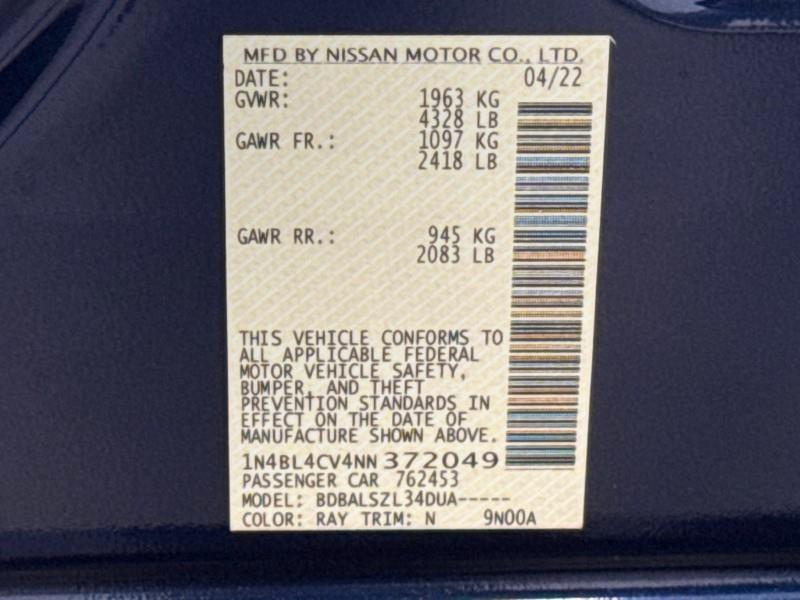 MFD BY NISSAN MOTOR CO., LTD.
DATE: 04/22
GVWR: 1963 KG
4328 LB
GAWR FR.: 1097 KG
2418 LB
GAWR RR.: 945 KG
2083 LB
THIS VEHICLE CONFORMS TO
ALL APPLICABLE FEDERAL
MOTOR VEHICLE SAFETY,
BUMPER, AND THEFT
PREVENTION STANDARDS IN
EFFECT ON THE DATE OF
MANUFACTURE SHOWN ABOVE.
1N4BL4CV4NN372049
PASSENGER CAR 762453
MODEL: BDBALSZL34DUA-----
COLOR: RAY TRIM: N 9N00A